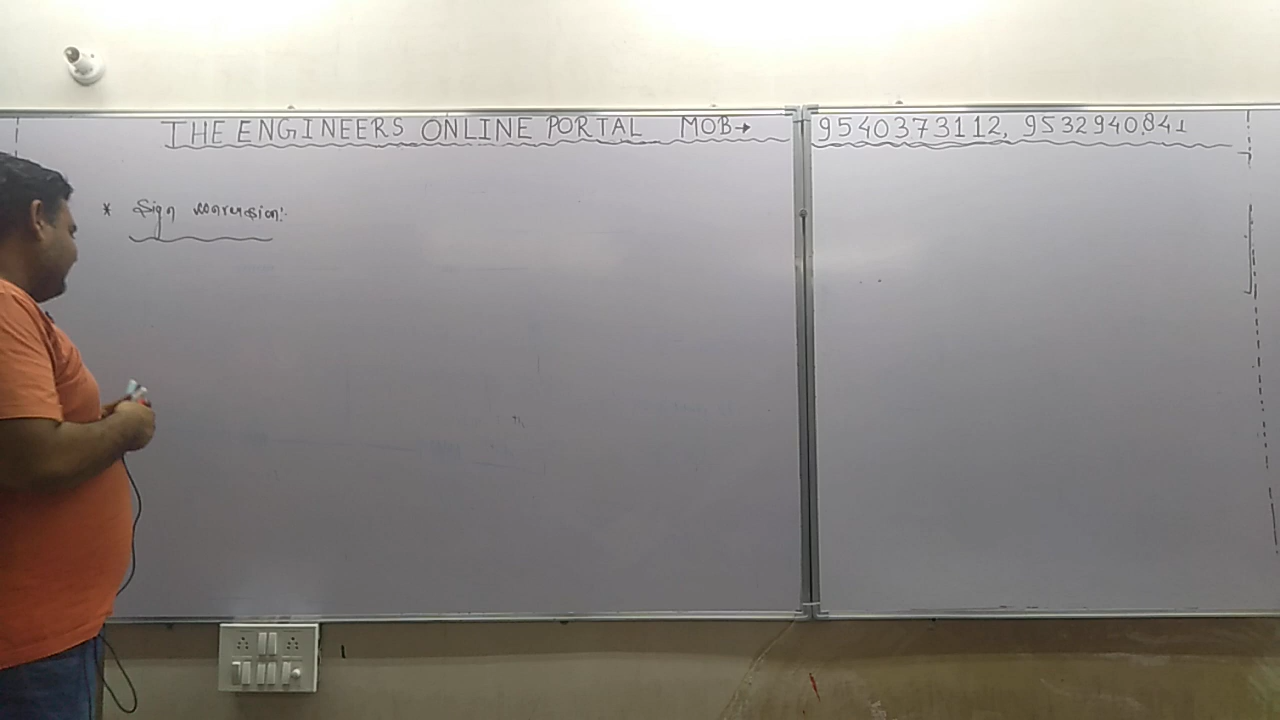 THE ENGINEERS ONLINE PORTAL MOB→ 9540373112, 9532940841
* Sign conversion: